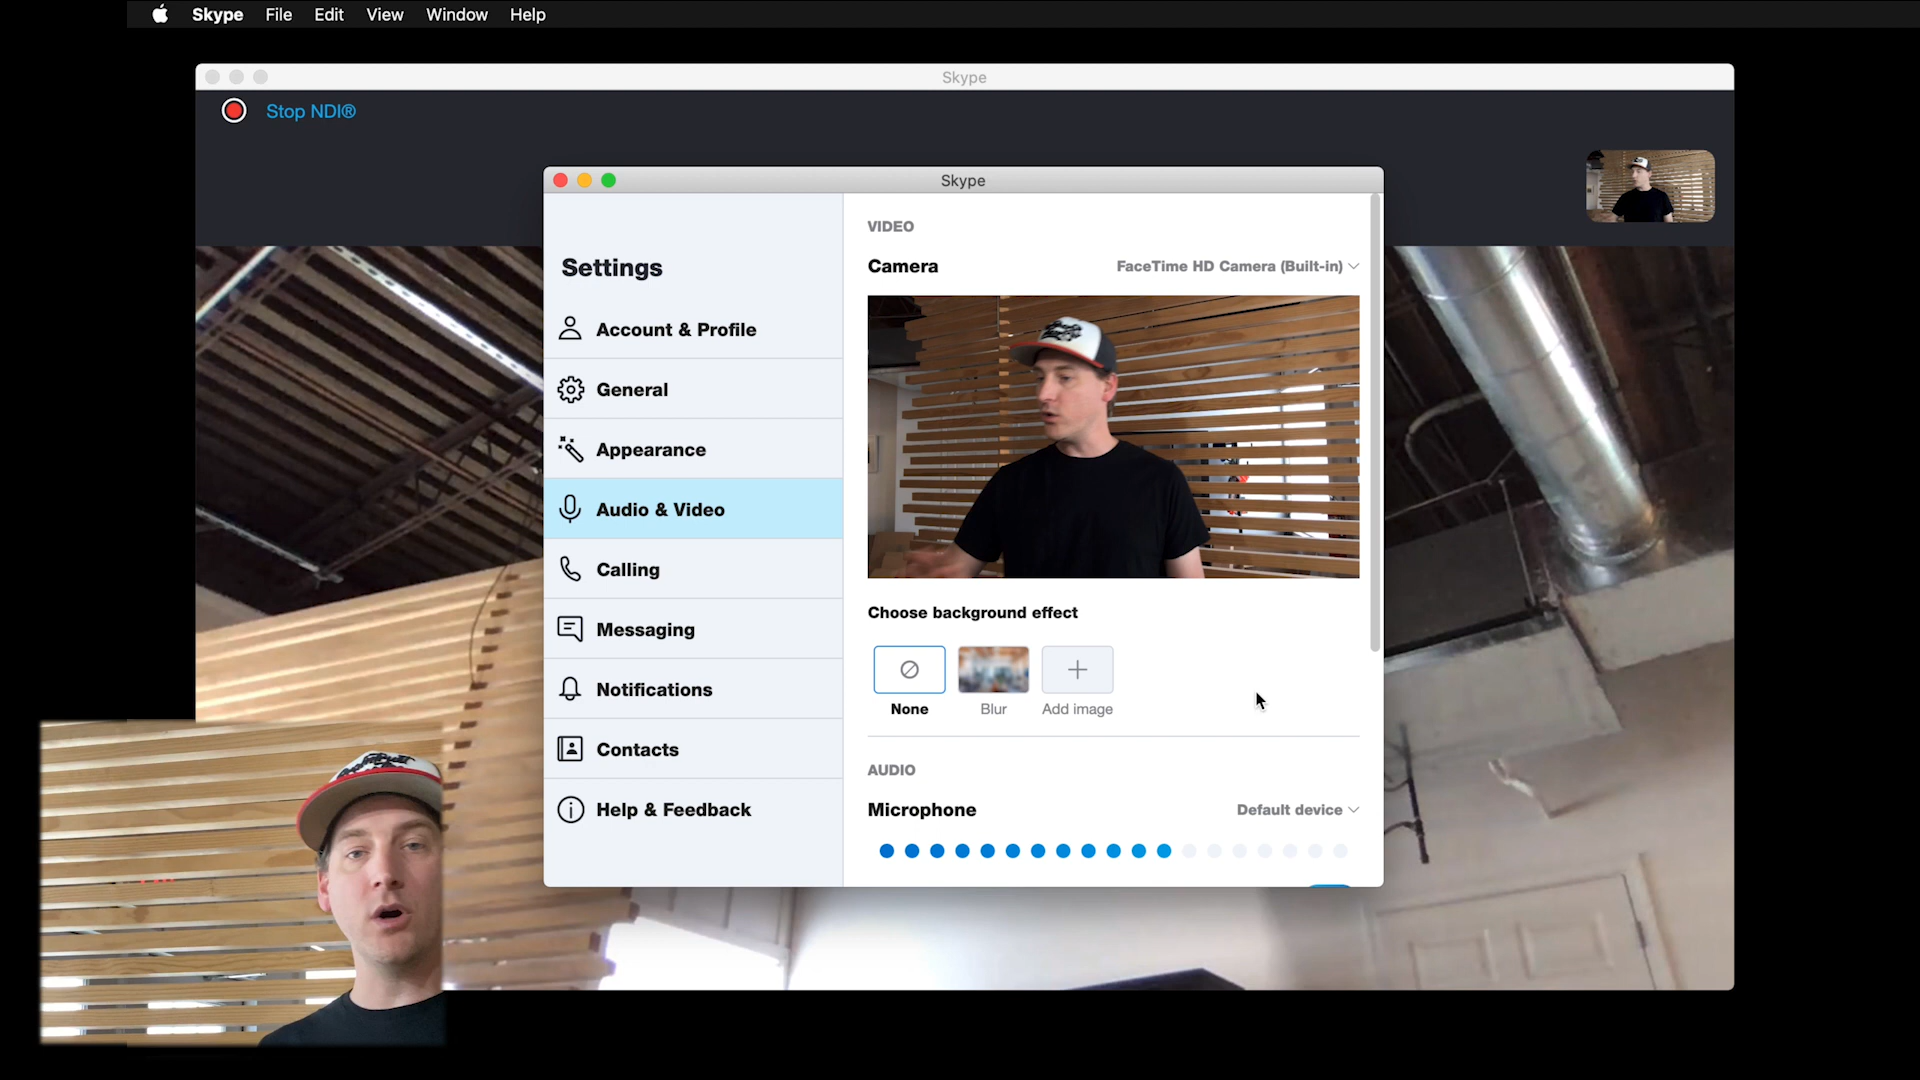 Skype File Edit View Window Help
Skype
Stop NDI®
Skype
Settings
Account & Profile
General
Appearance
Audio & Video
Calling
Messaging
Notifications
Contacts
Help & Feedback
VIDEO
Camera FaceTime HD Camera (Built-in)
Choose background effect
None Blur Add image
AUDIO
Microphone Default device